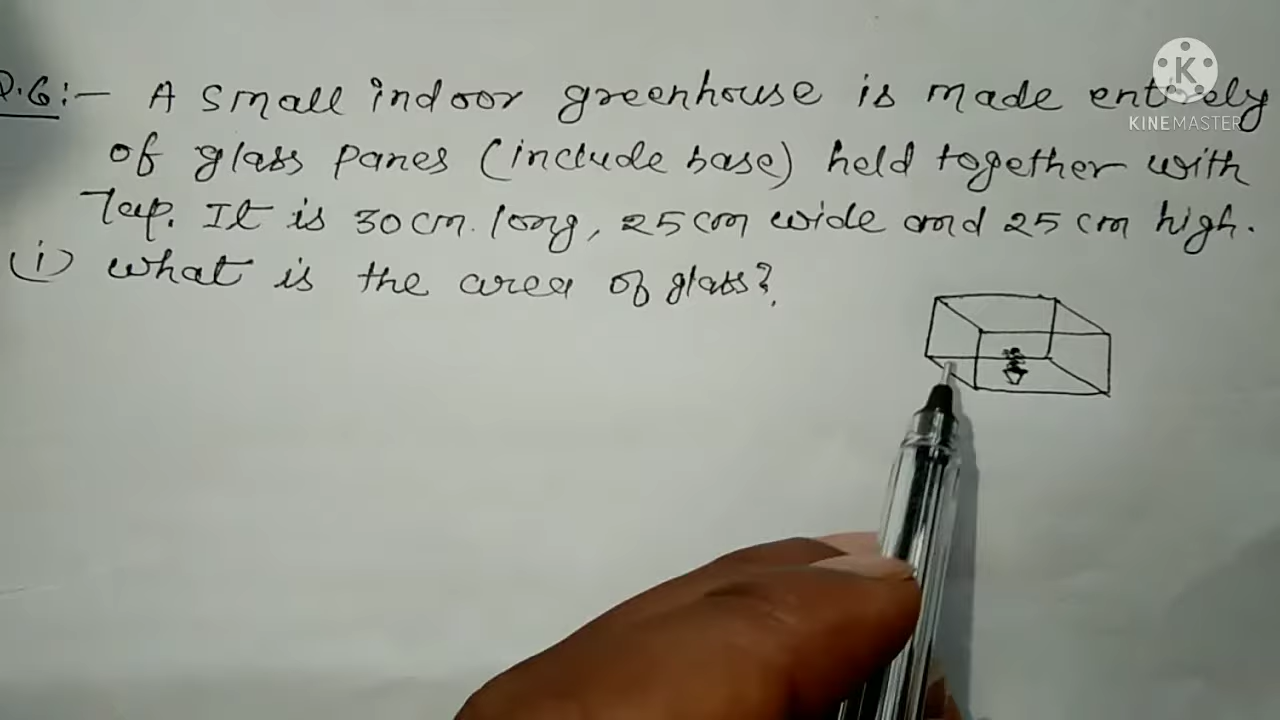 Q.6:- A small indoor greenhouse is made entirely
of glass panes (include base) held together with
Tap. It is 30 cm. long, 25 cm wide and 25 cm high.
(i) what is the area of glass?
K
KINEMASTER